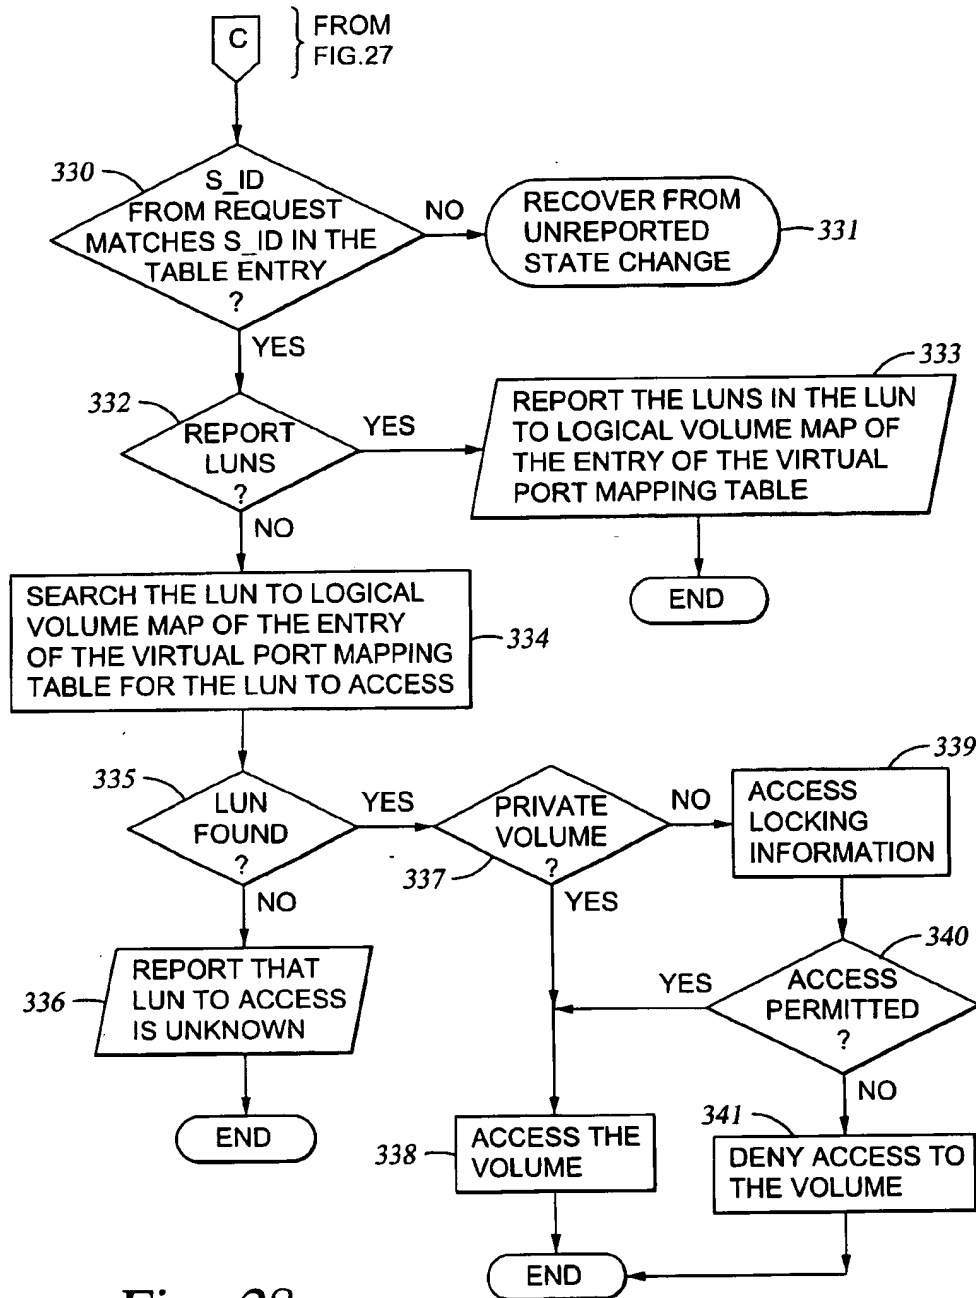 C
FROM
FIG.27
330
S_ID
FROM REQUEST
MATCHES S_ID IN THE
TABLE ENTRY
?
NO
RECOVER FROM
UNREPORTED
STATE CHANGE
331
YES
332
REPORT
LUNS
?
YES
333
REPORT THE LUNS IN THE LUN
TO LOGICAL VOLUME MAP OF
THE ENTRY OF THE VIRTUAL
PORT MAPPING TABLE
NO
END
SEARCH THE LUN TO LOGICAL
VOLUME MAP OF THE ENTRY
OF THE VIRTUAL PORT MAPPING
TABLE FOR THE LUN TO ACCESS
334
335
LUN
FOUND
?
YES
PRIVATE
VOLUME
?
337
NO
339
ACCESS
LOCKING
INFORMATION
NO
YES
336
REPORT THAT
LUN TO ACCESS
IS UNKNOWN
340
ACCESS
PERMITTED
?
YES
NO
END
338
ACCESS THE
VOLUME
341
DENY ACCESS TO
THE VOLUME
END
Fig. 28